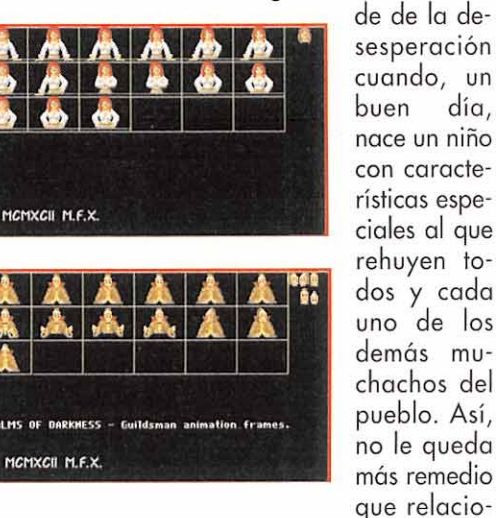 MCMXCII M.F.X.
LMS OF DARKNESS – Guildsman animation frames.
MCMXCII M.F.X.
de de la de-
sesperación
cuando, un
buen día,
nace un niño
con caracte-
rísticas espe-
ciales al que
rehuyen to-
dos y cada
uno de los
demás mu-
chachos del
pueblo. Así,
no le queda
más remedio
que relacio-